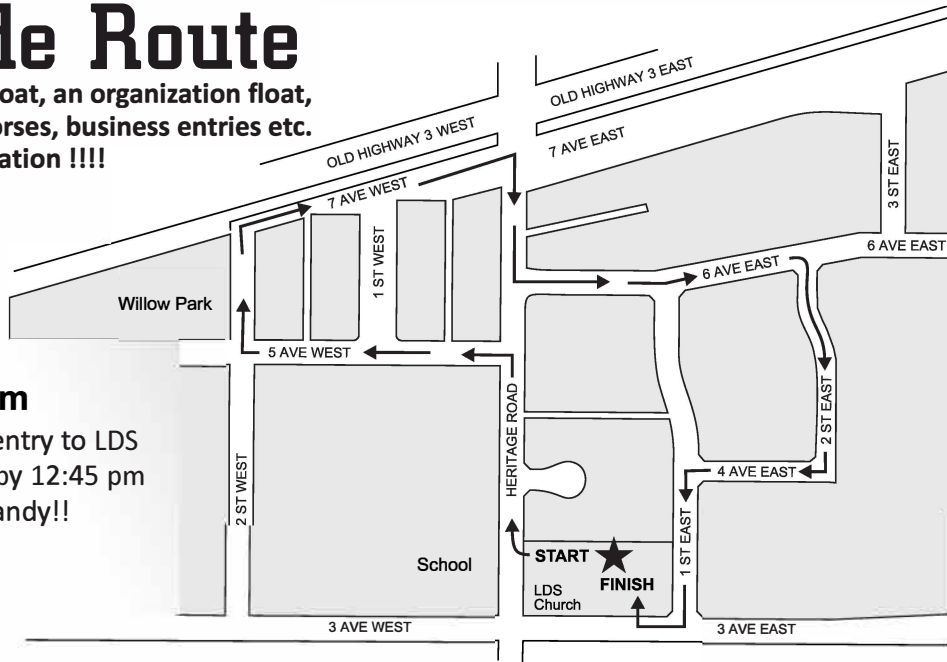 de Route
oat, an organization float,
orses, business entries etc.
ation !!!!
OLD HIGHWAY 3 EAST
OLD HIGHWAY 3 WEST
7 AVE EAST
7 AVE WEST
3 ST EAST
6 AVE EAST
6 AVE EAST
1 ST WEST
Willow Park
5 AVE WEST
m
entry to LDS
by 12:45 pm
andy!!
HERITAGE ROAD
2 ST EAST
4 AVE EAST
2 ST WEST
1 ST EAST
START
FINISH
School
LDS
Church
3 AVE WEST
3 AVE EAST